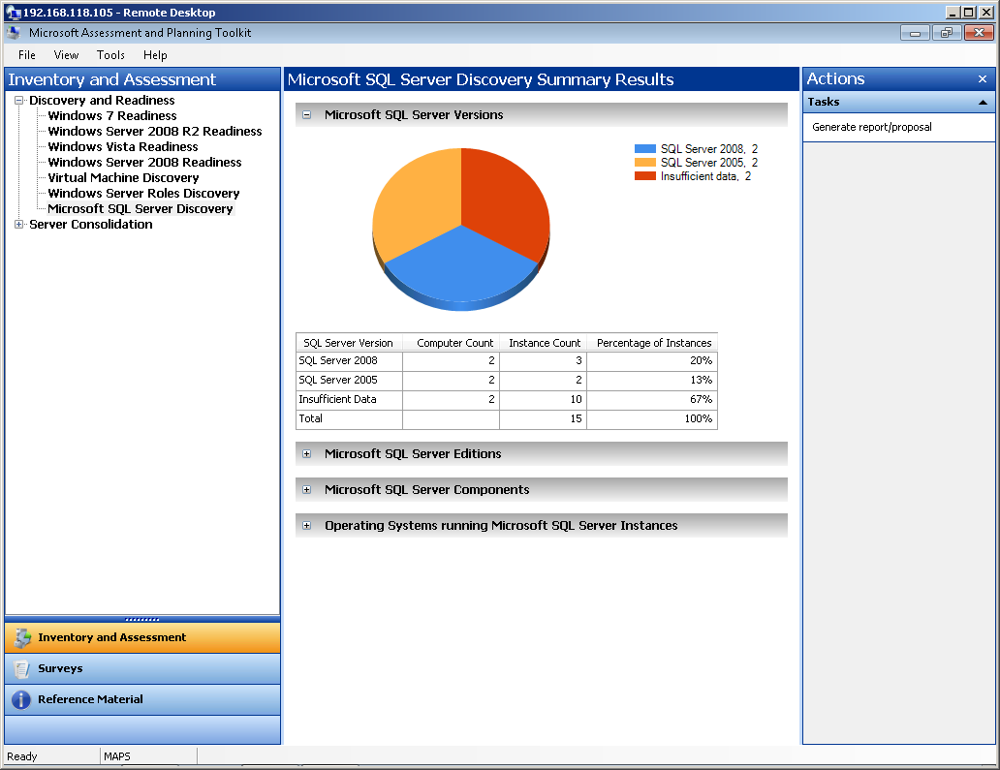 192.168.118.105 - Remote Desktop
Microsoft Assessment and Planning Toolkit
File View Tools Help
Inventory and Assessment
Discovery and Readiness
Windows 7 Readiness
Windows Server 2008 R2 Readiness
Windows Vista Readiness
Windows Server 2008 Readiness
Virtual Machine Discovery
Windows Server Roles Discovery
Microsoft SQL Server Discovery
Server Consolidation
Inventory and Assessment
Surveys
Reference Material
Microsoft SQL Server Discovery Summary Results
Microsoft SQL Server Versions
SQL Server 2008, 2
SQL Server 2005, 2
Insufficient data, 2
SQL Server Version Computer Count Instance Count Percentage of Instances
SQL Server 2008 2 3 20%
SQL Server 2005 2 2 13%
Insufficient Data 2 10 67%
Total 15 100%
Microsoft SQL Server Editions
Microsoft SQL Server Components
Operating Systems running Microsoft SQL Server Instances
Actions
Tasks
Generate report/proposal
Ready MAPS